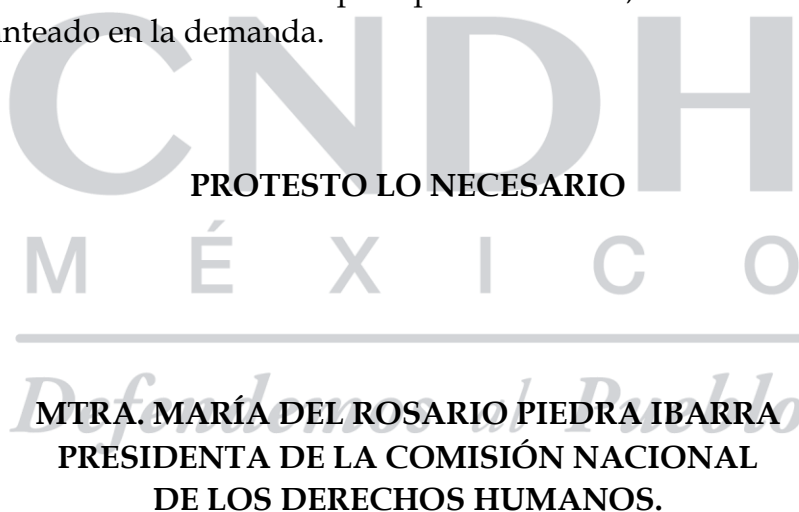 nteado en la demanda.
CNDH
PROTESTO LO NECESARIO
MÉXICO
Defendemos al Pueblo
MTRA. MARÍA DEL ROSARIO PIEDRA IBARRA
PRESIDENTA DE LA COMISIÓN NACIONAL
DE LOS DERECHOS HUMANOS.